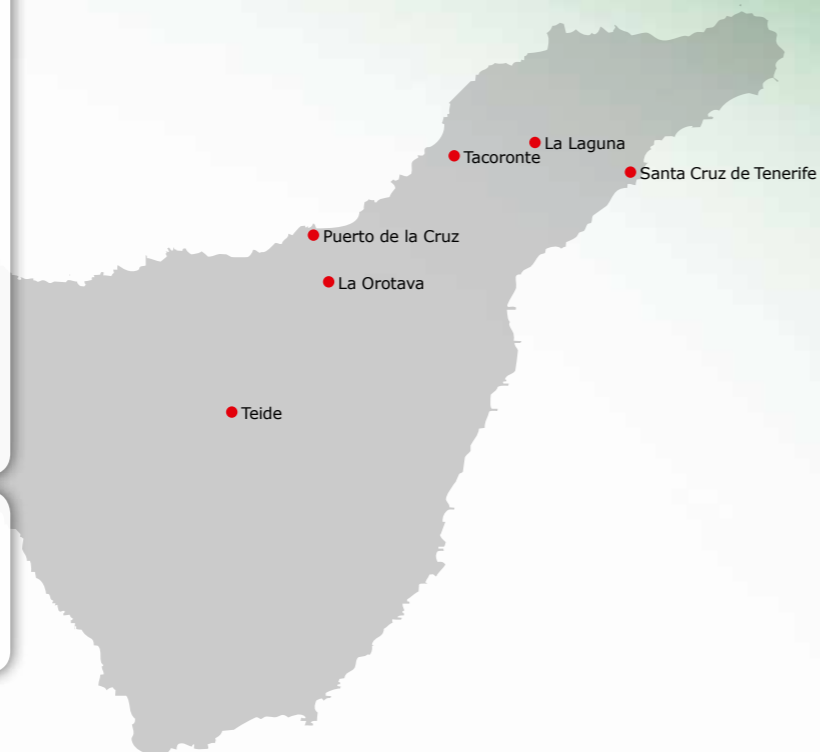 La Laguna
Tacoronte
Santa Cruz de Tenerife
Puerto de la Cruz
La Orotava
Teide